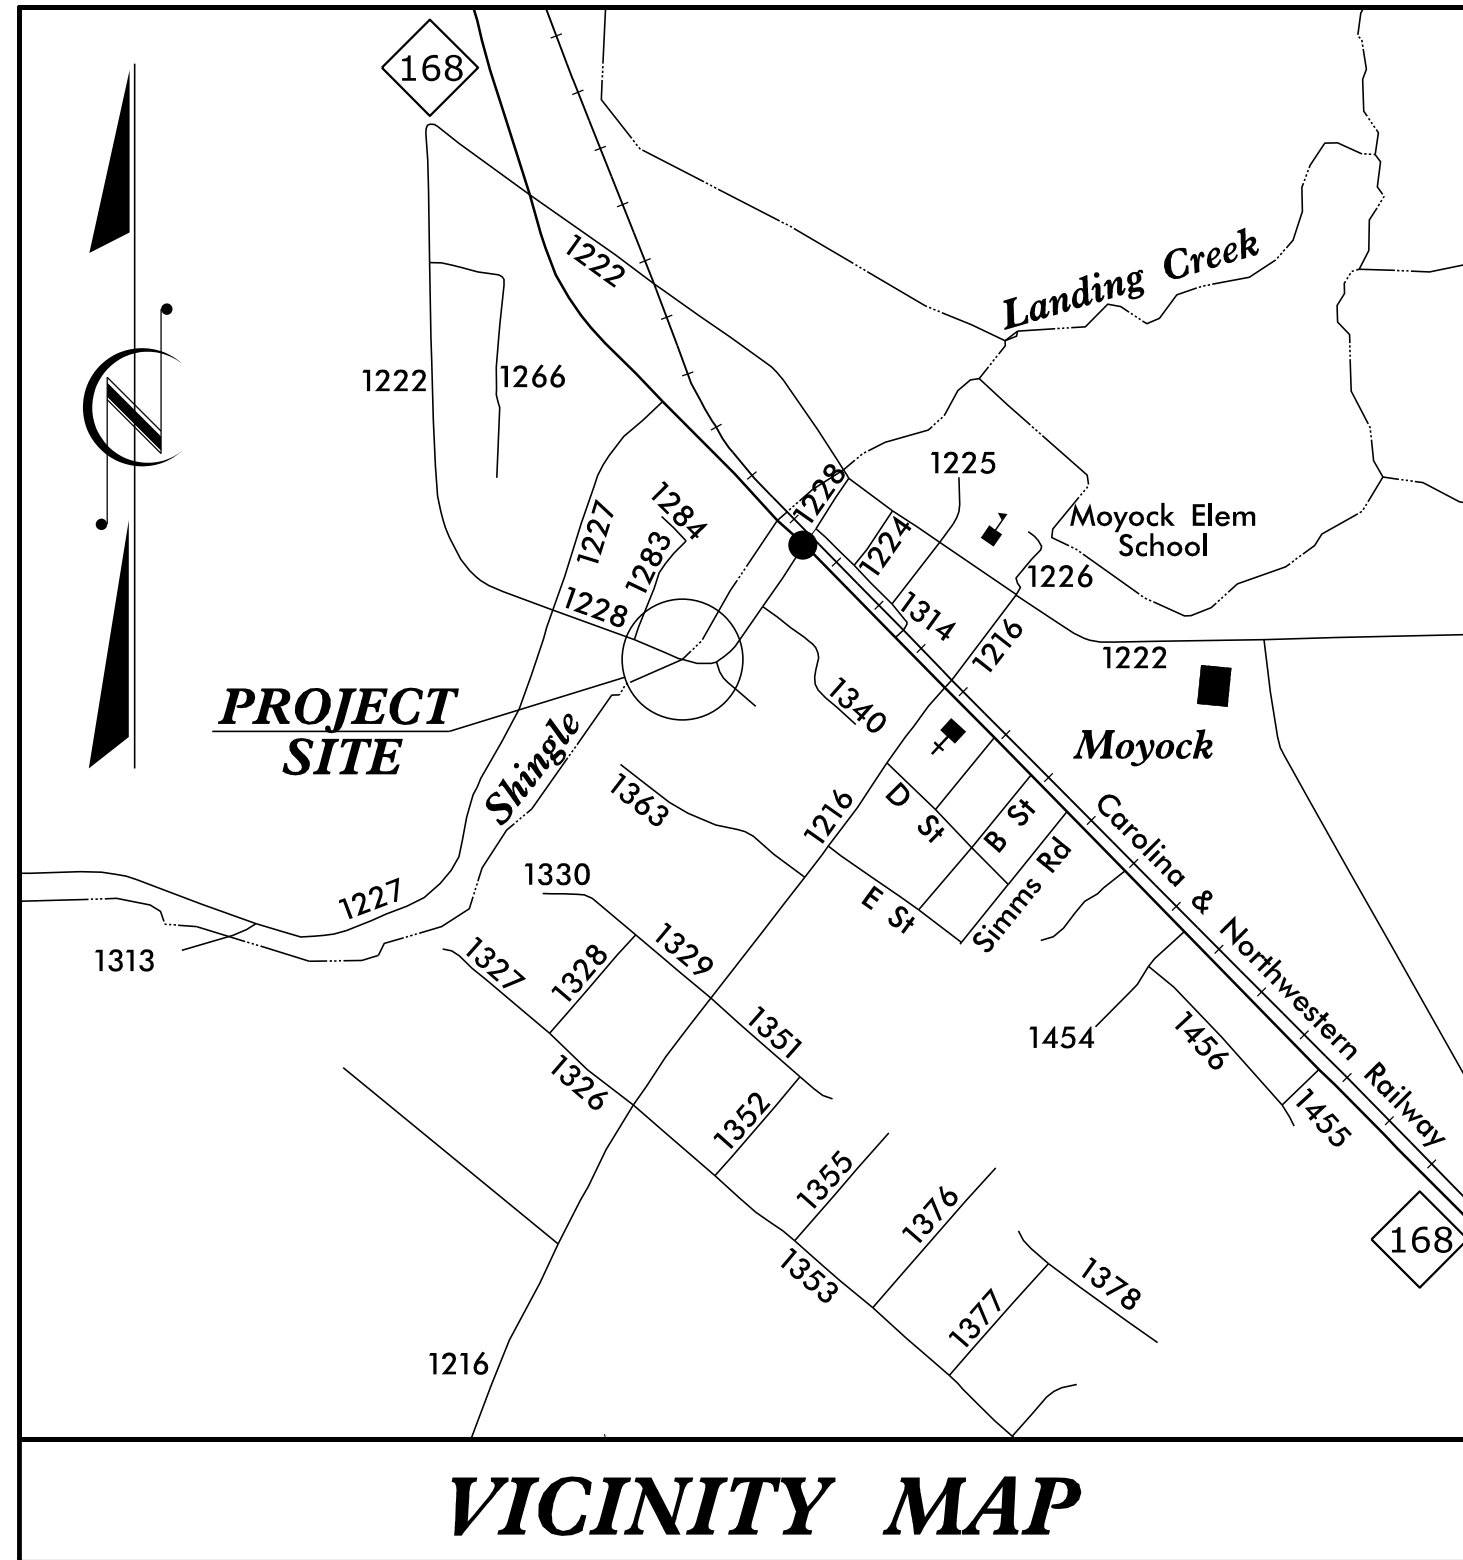 168
1222
Landing Creek
1222
1266
1225
1228
1284
1227
1283
1224
Moyock Elem
School
1226
1228
1314
1216
1222
PROJECT
SITE
1340
Moyock
Shingle
1363
1216
D St
B St
Carolina & Northwestern Railway
Simms Rd
1330
E St
1227
1313
1327
1328
1329
1351
1454
1456
1326
1352
1455
1355
1376
168
1353
1378
1377
1216
N
VICINITY MAP